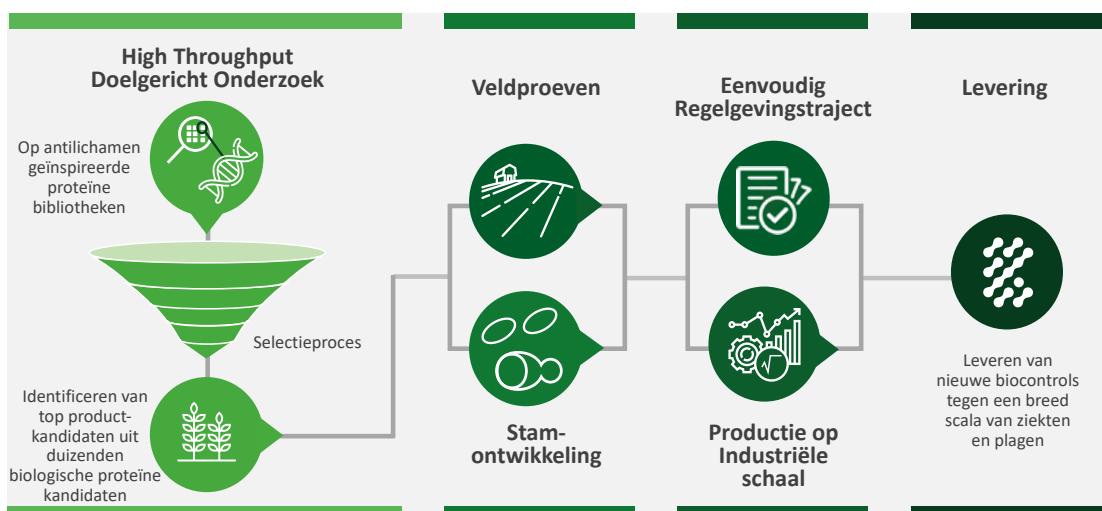 High Throughput
Doelgericht Onderzoek
Op antilichamen
geïnspireerde
proteïne
bibliotheken
Selectieproces
Identificeren van
top product-
kandidaten uit
duizenden
biologische proteïne
kandidaten
Veldproeven
Stam-
ontwikkeling
Eenvoudig
Regelgevingstraject
Productie op
Industriële
schaal
Levering
Leveren van
nieuwe biocontrols
tegen een breed
scala van ziekten
en plagen